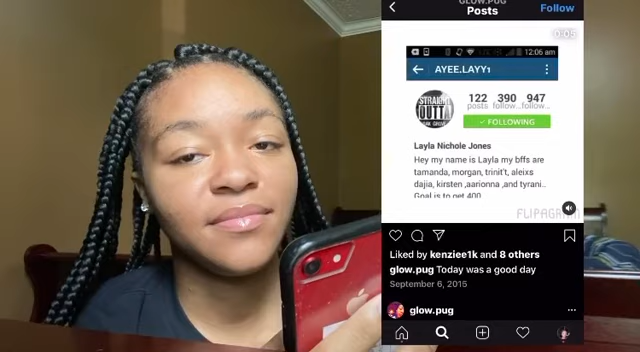 GLOW.PUG
Posts
Follow
0:05
12:06 am
AYEE.LAYY1
122 390 947
posts follow... follow...
STRAIGHT
OUTTA
✓ FOLLOWING
Layla Nichole Jones
Hey my name is Layla my bffs are
tamanda, morgan, trinit't, aleixs
dajia, kirsten ,aarionna ,and tyrani..
Goal is to get 400
FLIPAGRAM
Liked by kenziee1k and 8 others
glow.pug Today was a good day
September 6, 2015
glow.pug
...